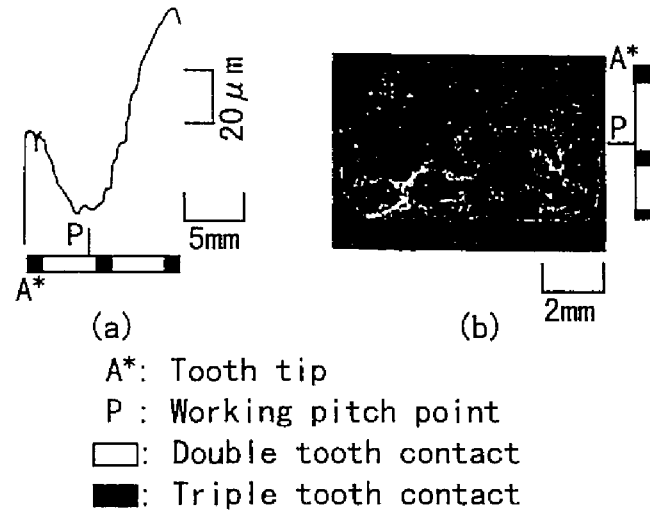 20μm
P
5mm
A*
(a)
A*
P
2mm
(b)
A*: Tooth tip
P : Working pitch point
: Double tooth contact
: Triple tooth contact